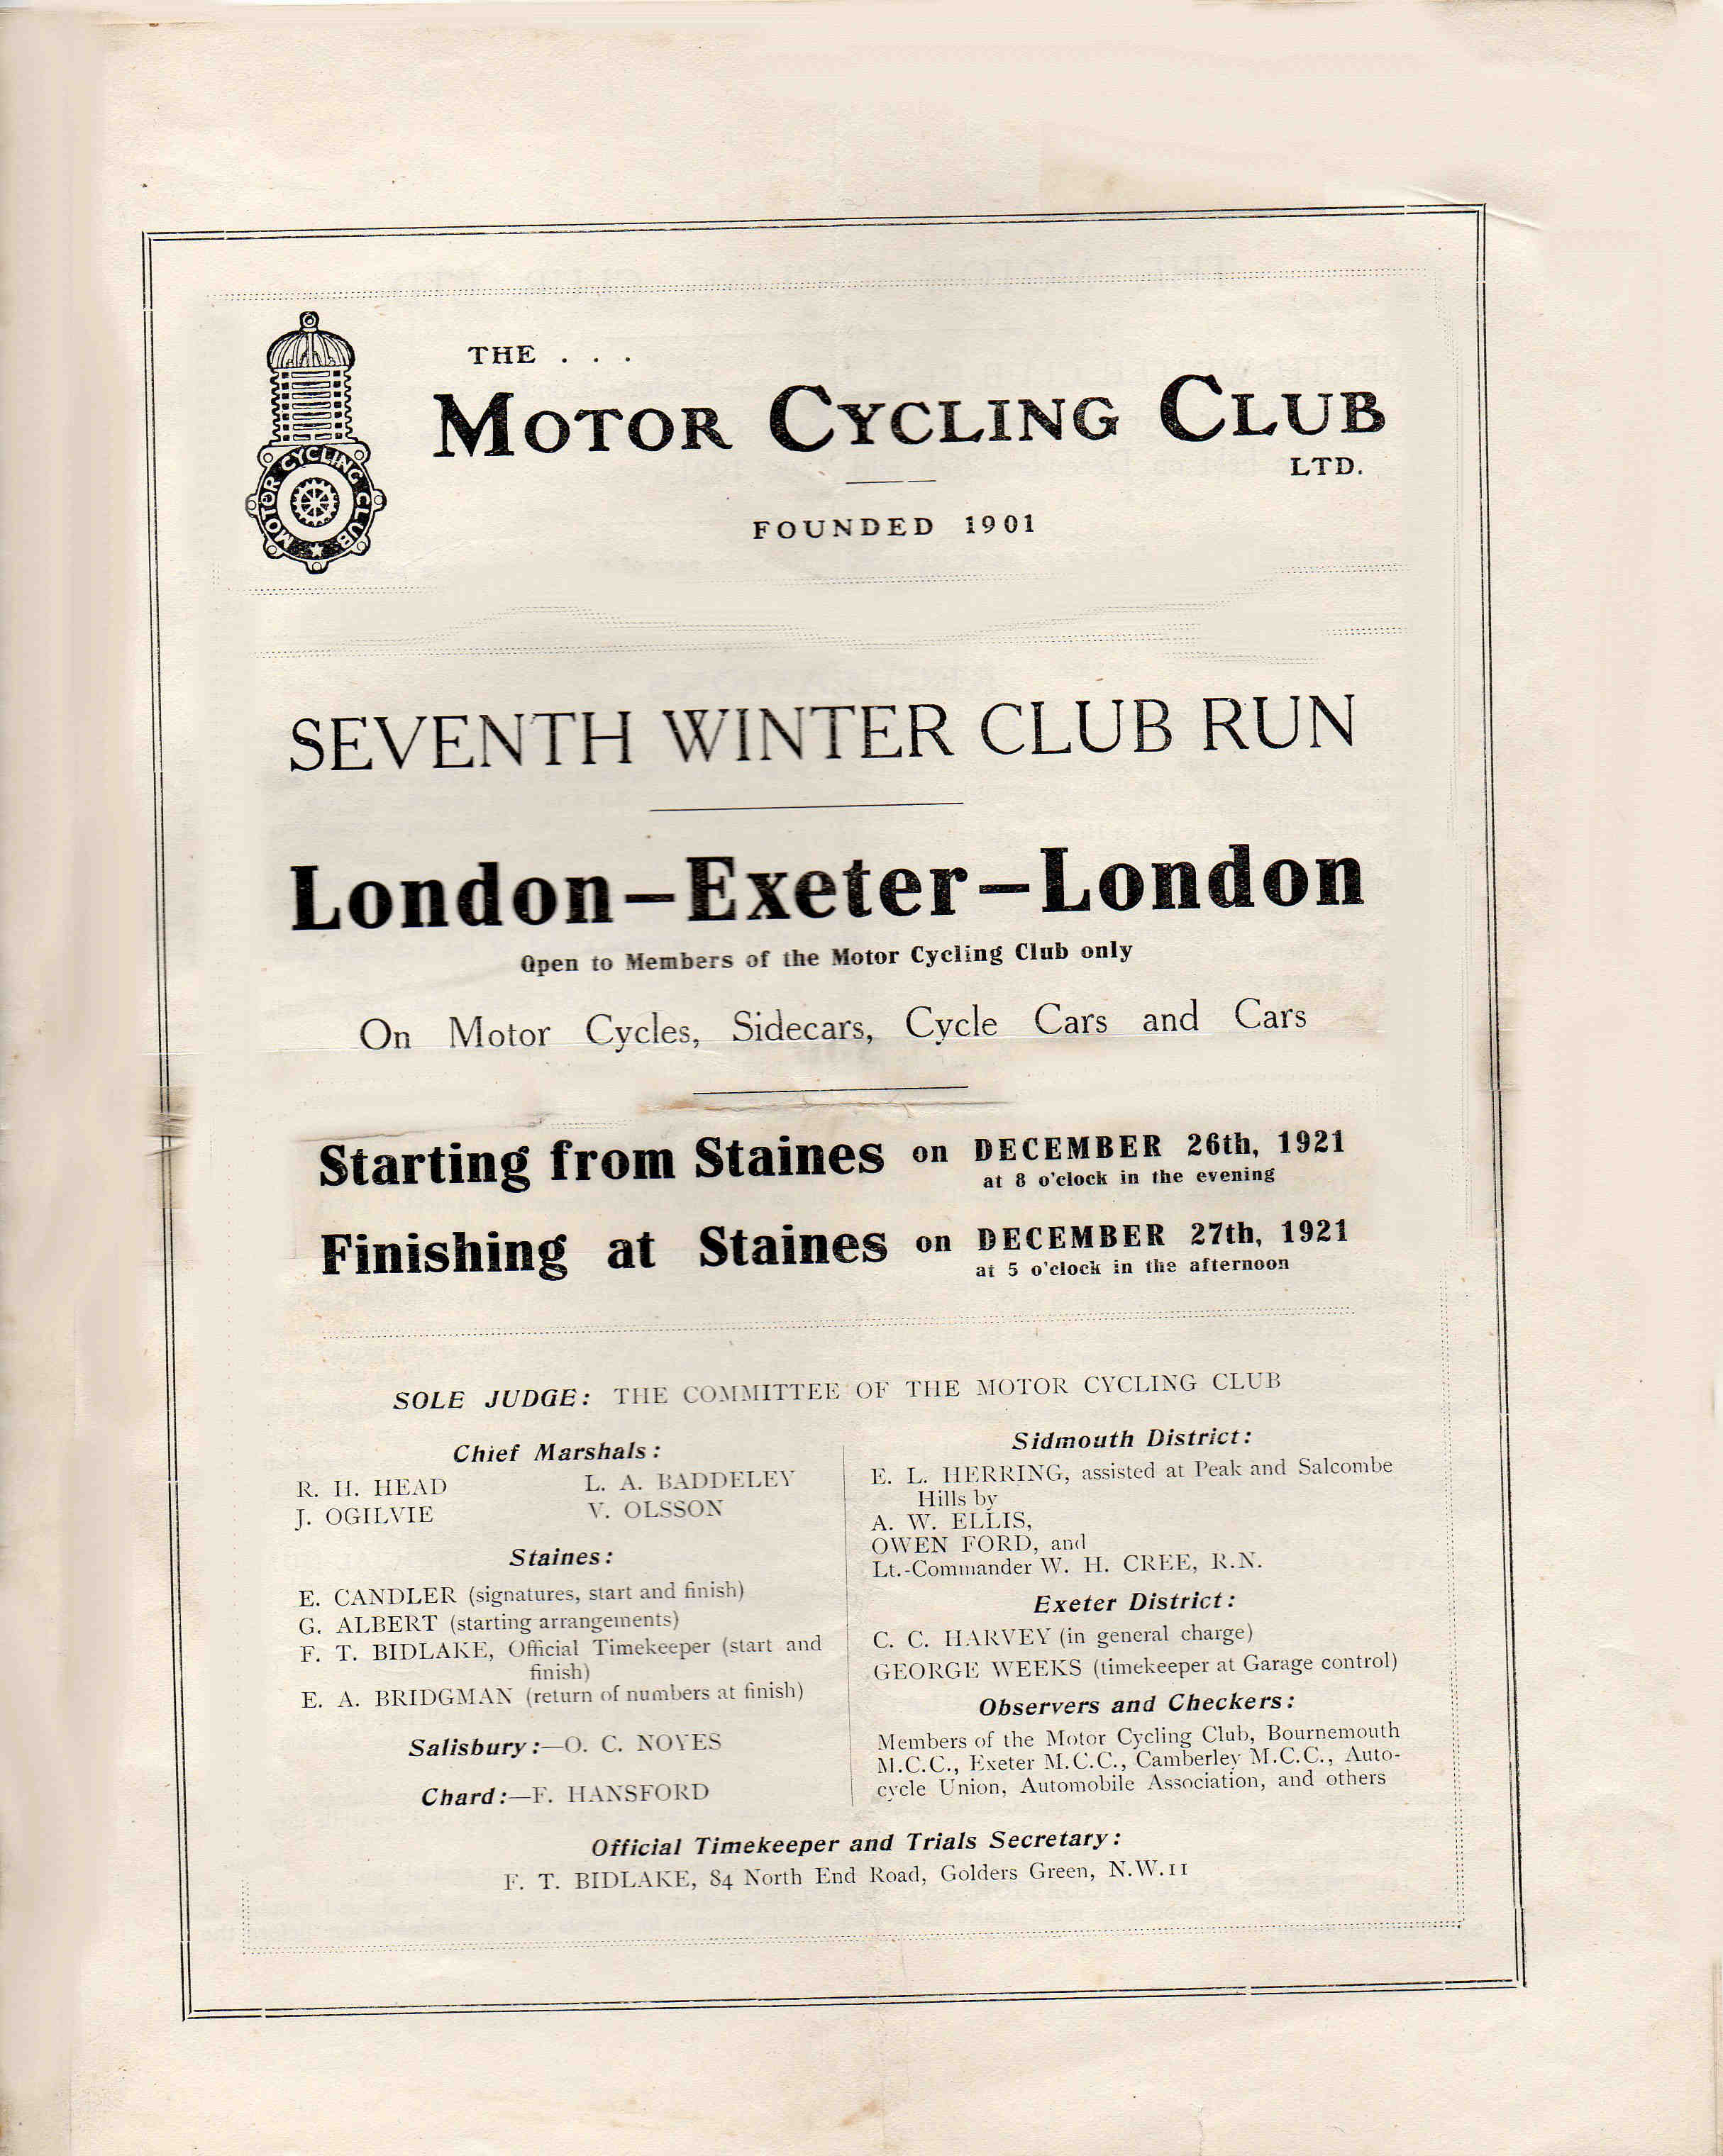 THE . . .
MOTOR CYCLING CLUB
LTD.
FOUNDED 1901
MOTOR CYCLING CLUB
SEVENTH WINTER CLUB RUN
London–Exeter–London
Open to Members of the Motor Cycling Club only
On Motor Cycles, Sidecars, Cycle Cars and Cars
Starting from Staines on DECEMBER 26th, 1921
at 8 o'clock in the evening
Finishing at Staines on DECEMBER 27th, 1921
at 5 o'clock in the afternoon
SOLE JUDGE: THE COMMITTEE OF THE MOTOR CYCLING CLUB
Chief Marshals:
R. H. HEAD L. A. BADDELEY
J. OGILVIE V. OLSSON
Staines:
E. CANDLER (signatures, start and finish)
G. ALBERT (starting arrangements)
F. T. BIDLAKE, Official Timekeeper (start and
finish)
E. A. BRIDGMAN (return of numbers at finish)
Salisbury:—O. C. NOYES
Chard:—F. HANSFORD
Sidmouth District:
E. L. HERRING, assisted at Peak and Salcombe
Hills by
A. W. ELLIS,
OWEN FORD, and
Lt.-Commander W. H. CREE, R.N.
Exeter District:
C. C. HARVEY (in general charge)
GEORGE WEEKS (timekeeper at Garage control)
Observers and Checkers:
Members of the Motor Cycling Club, Bournemouth
M.C.C., Exeter M.C.C., Camberley M.C.C., Auto-
cycle Union, Automobile Association, and others
Official Timekeeper and Trials Secretary:
F. T. BIDLAKE, 84 North End Road, Golders Green, N.W.11